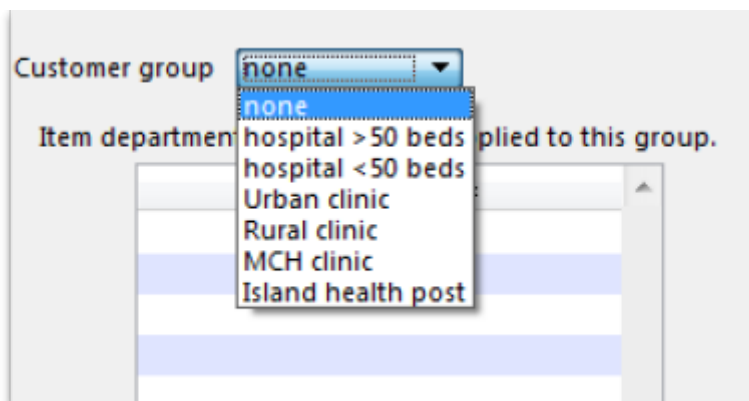 Customer group none
none
Item departmen plied to this group.
hospital >50 beds
hospital <50 beds
Urban clinic
Rural clinic
MCH clinic
Island health post